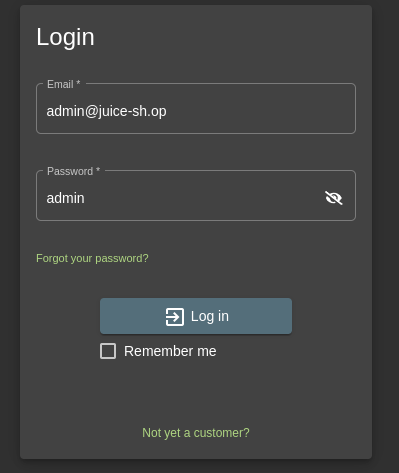 Login
Email *
admin@juice-sh.op
Password *
admin
Forgot your password?
Log in
Remember me
Not yet a customer?